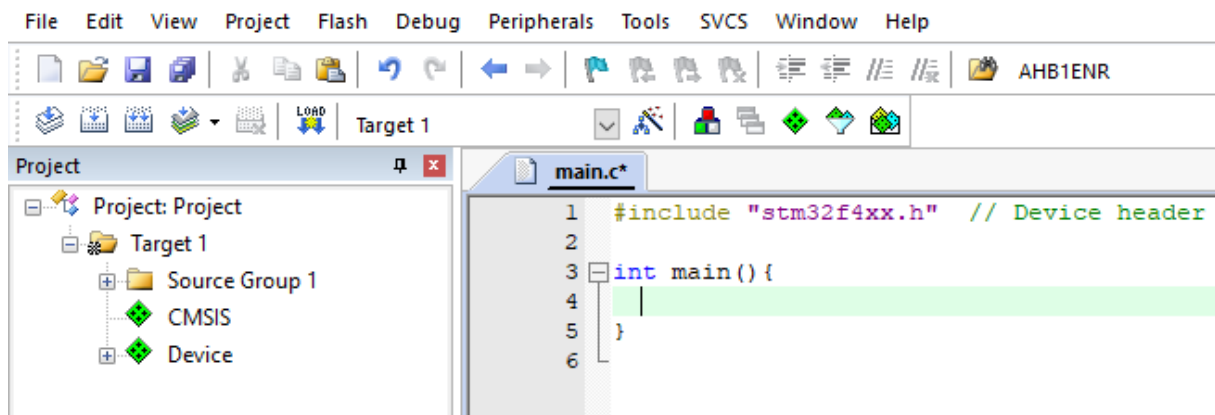 File Edit View Project Flash Debug Peripherals Tools SVCS Window Help
AHB1ENR
LOAD Target 1
Project
Project: Project
Target 1
Source Group 1
CMSIS
Device
main.c*
1 #include "stm32f4xx.h" // Device header
2
3 int main(){
4
5 }
6